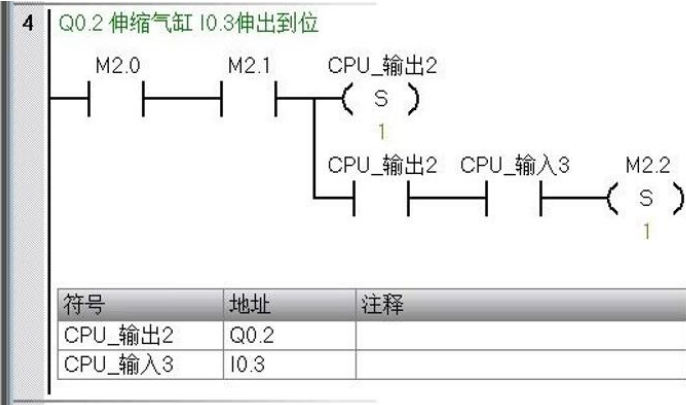 4 Q0.2 伸缩气缸 I0.3伸出到位
M2.0 M2.1 CPU_输出2
S
1
CPU_输出2 CPU_输入3 M2.2
S
1
符号 地址 注释
CPU_输出2 Q0.2
CPU_输入3 I0.3